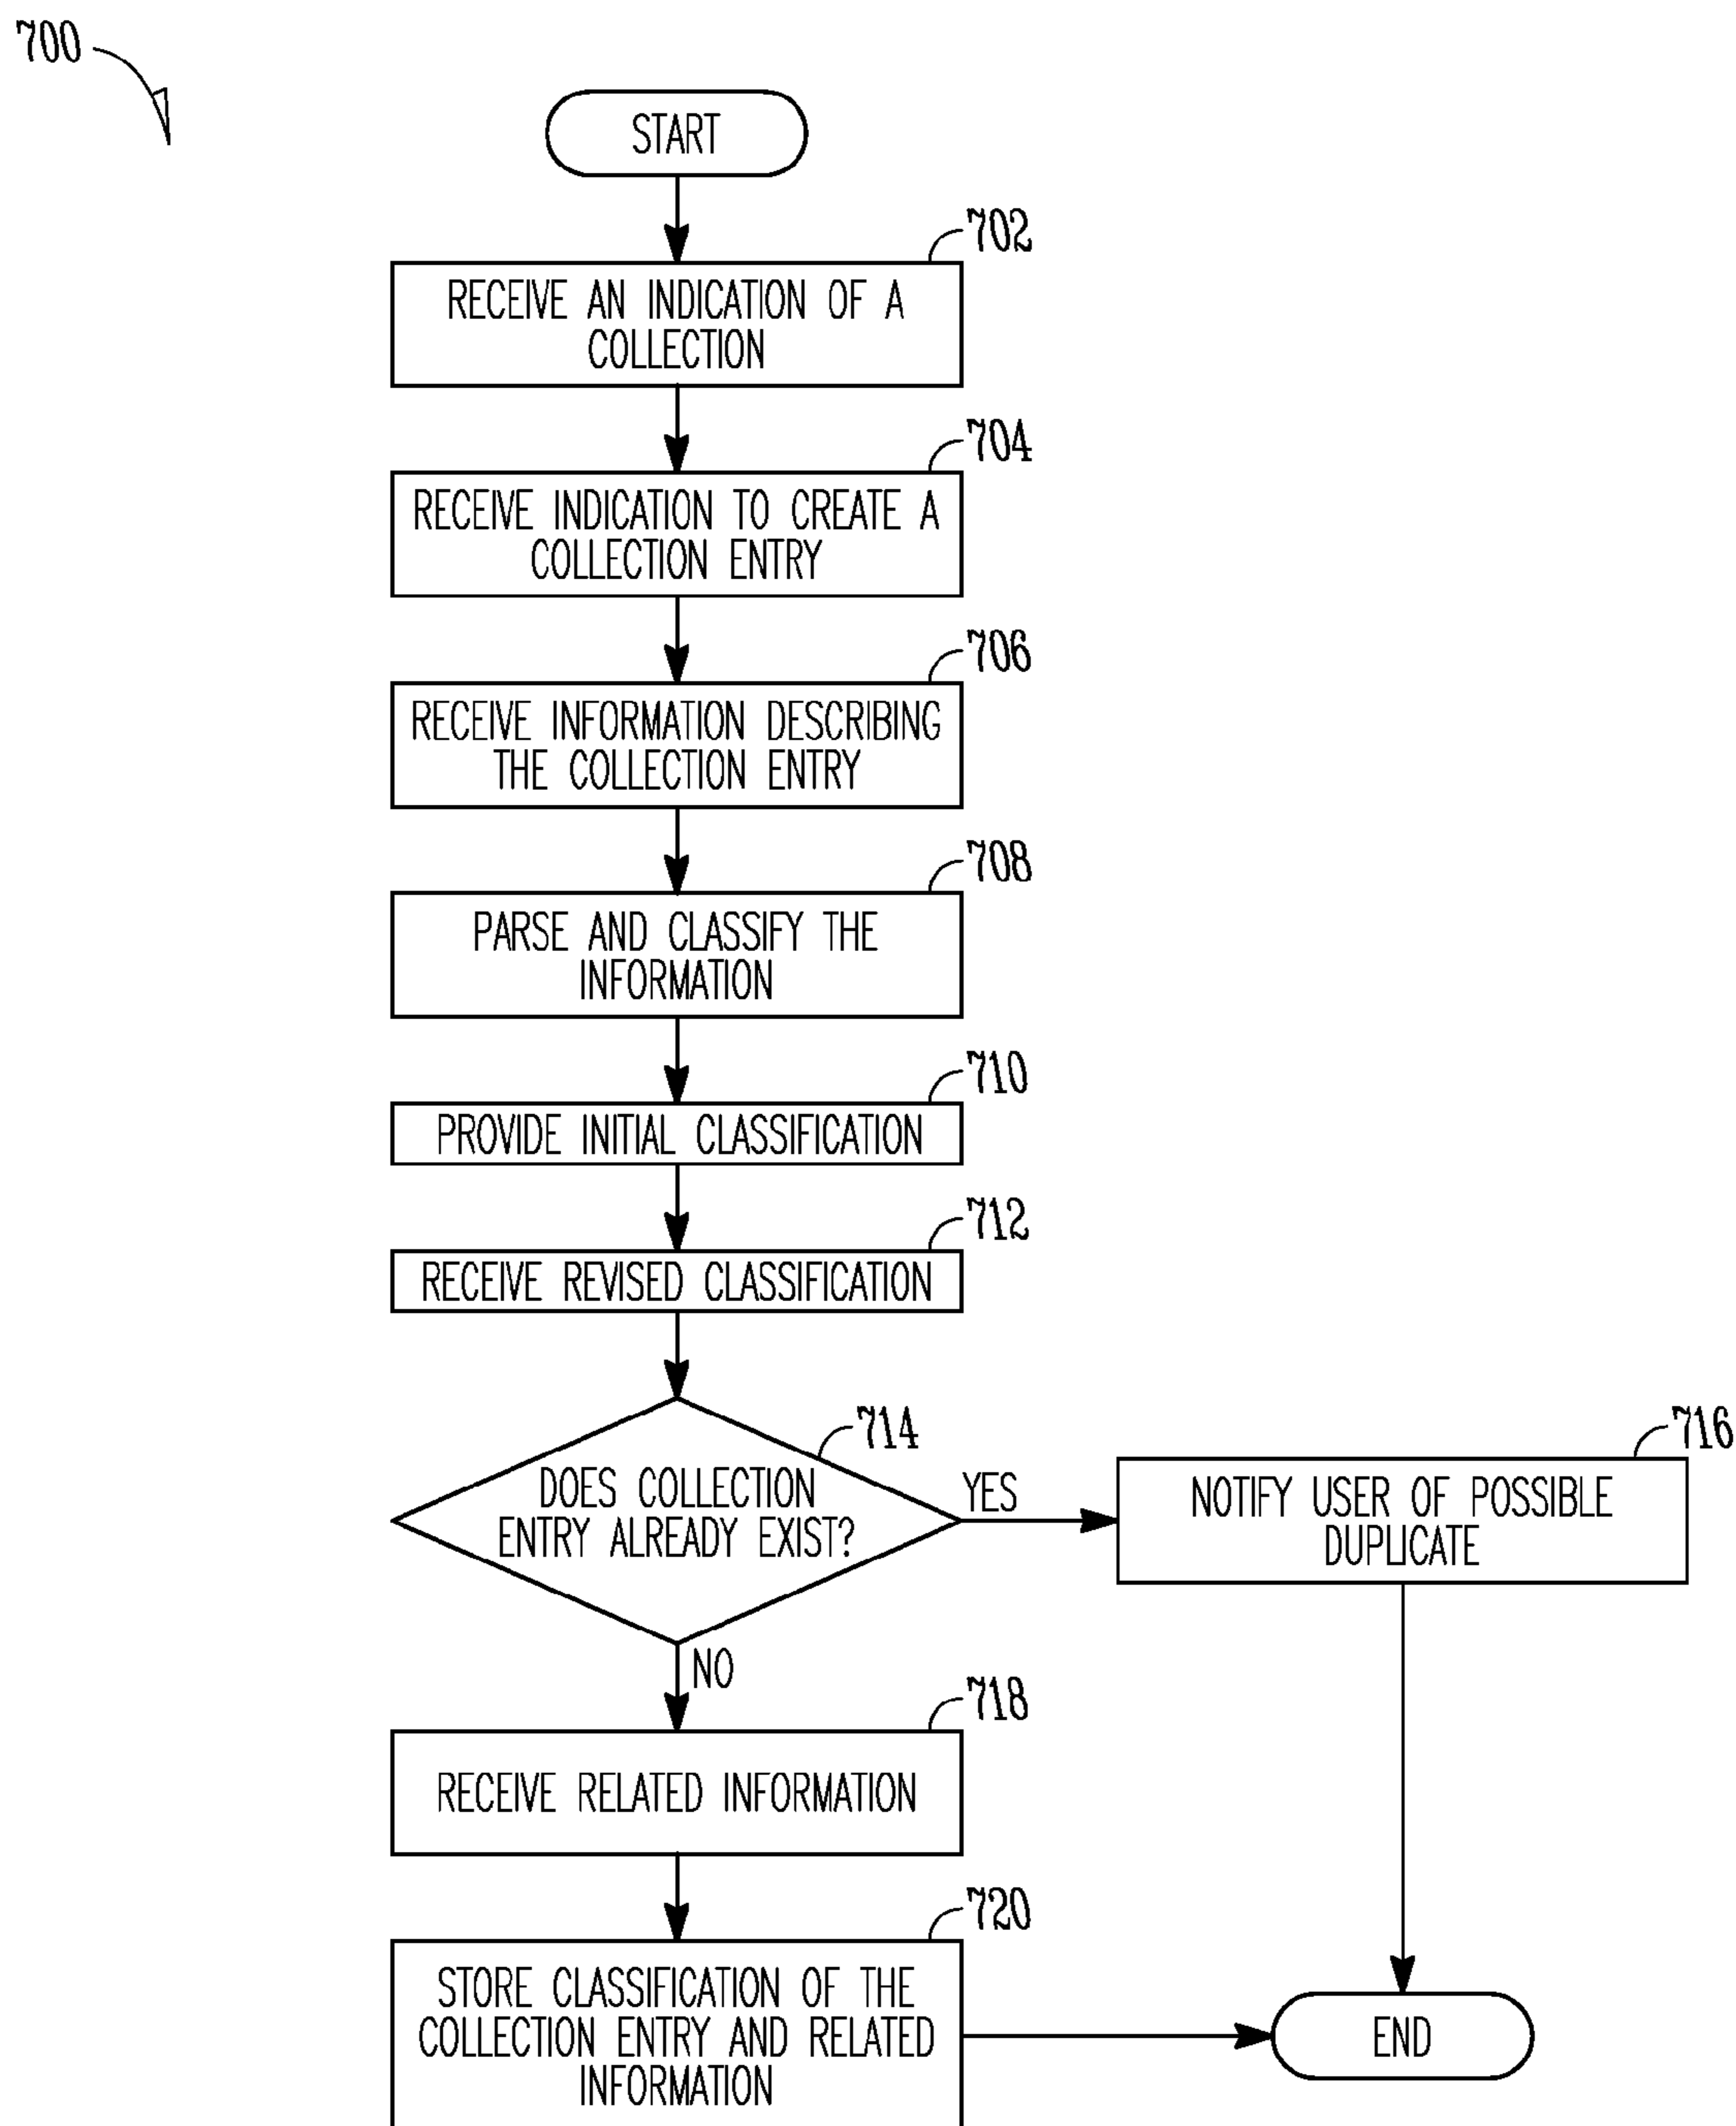 700
START
702
RECEIVE AN INDICATION OF A
COLLECTION
704
RECEIVE INDICATION TO CREATE A
COLLECTION ENTRY
706
RECEIVE INFORMATION DESCRIBING
THE COLLECTION ENTRY
708
PARSE AND CLASSIFY THE
INFORMATION
710
PROVIDE INITIAL CLASSIFICATION
712
RECEIVE REVISED CLASSIFICATION
714
DOES COLLECTION
ENTRY ALREADY EXIST?
YES
716
NOTIFY USER OF POSSIBLE
DUPLICATE
NO
718
RECEIVE RELATED INFORMATION
720
STORE CLASSIFICATION OF THE
COLLECTION ENTRY AND RELATED
INFORMATION
END